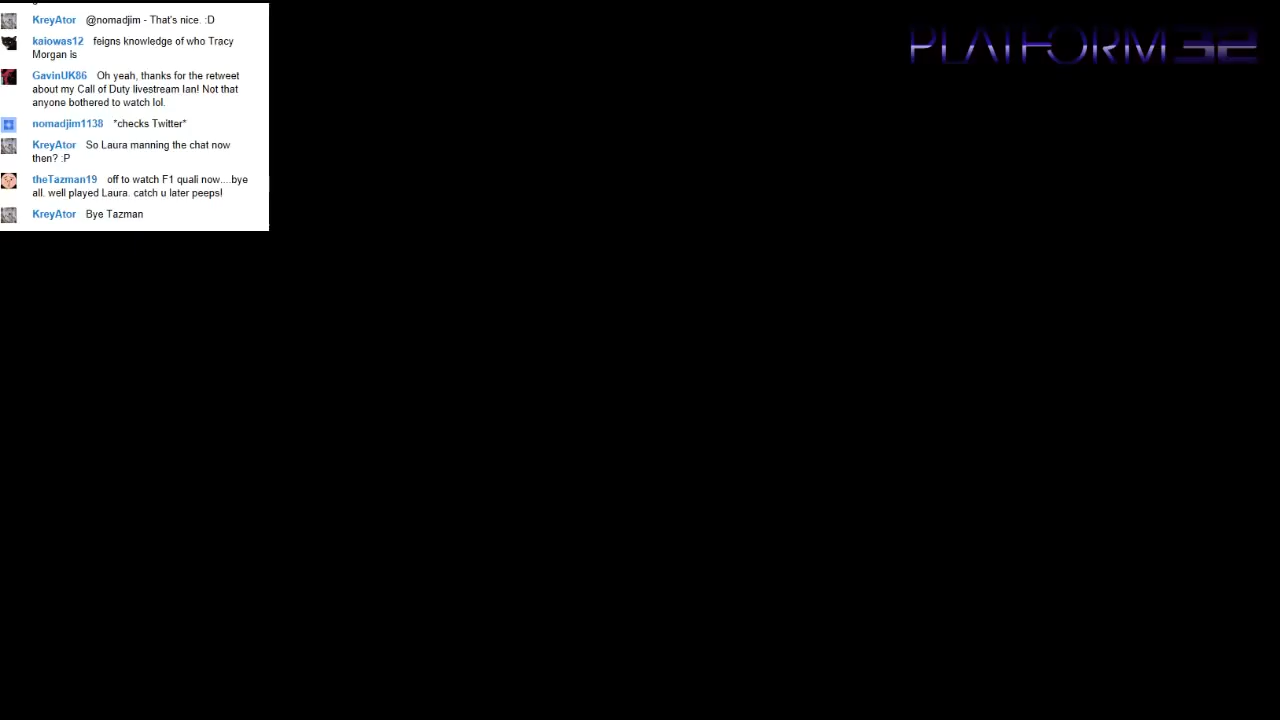 KreyAtor @nomadjim - That's nice. :D
kaiowas12 feigns knowledge of who Tracy
Morgan is
GavinUK86 Oh yeah, thanks for the retweet
about my Call of Duty livestream Ian! Not that
anyone bothered to watch lol.
nomadjim1138 *checks Twitter*
KreyAtor So Laura manning the chat now
then? :P
theTazman19 off to watch F1 quali now....bye
all. well played Laura. catch u later peeps!
KreyAtor Bye Tazman
PLATFORM32